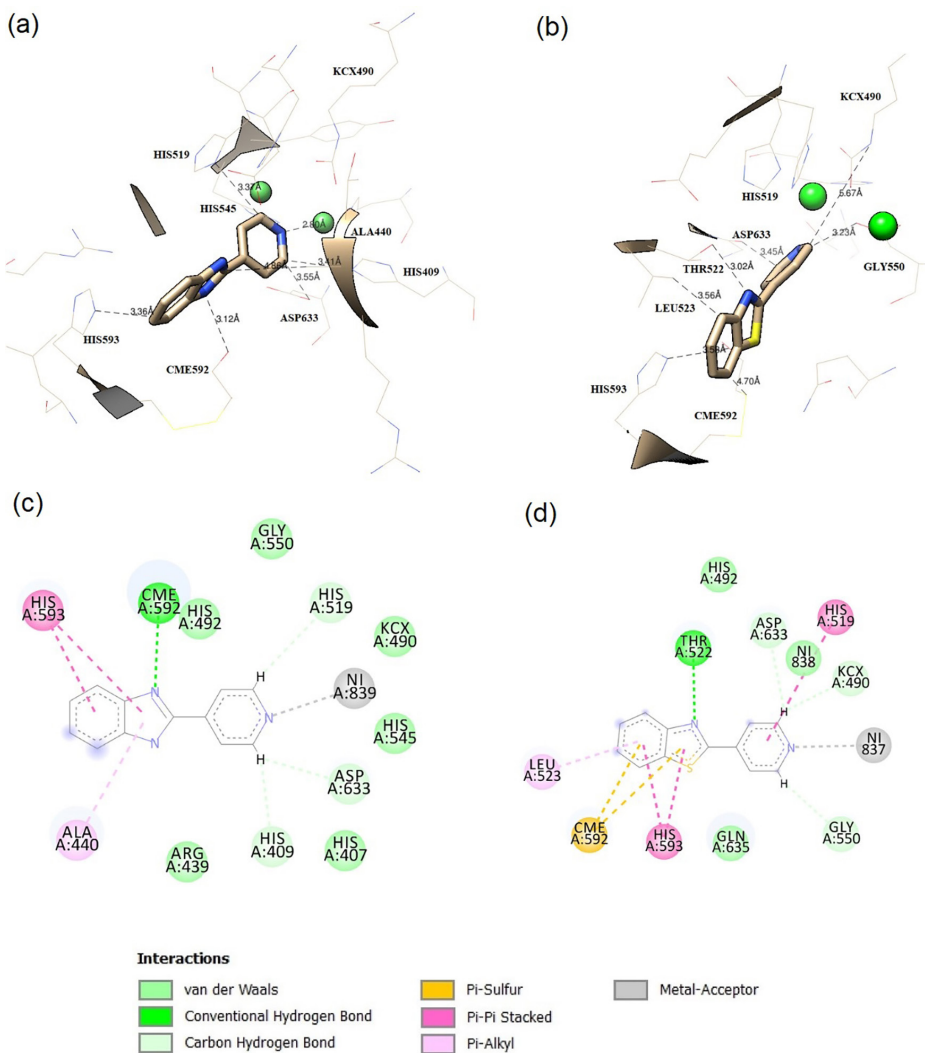 (a)
KCX490
HIS519
3.37Å
HIS545
2.80Å
ALA440
4.86Å
3.41Å
3.55Å
HIS409
3.36Å
3.12Å
ASP633
HIS593
CME592
(b)
KCX490
HIS519
5.67Å
ASP633
3.23Å
3.45Å
THR522
3.02Å
GLY550
LEU523
3.56Å
HIS593
4.70Å
CME592
(c)
GLY
A:550
HIS
A:593
CME
A:592
HIS
A:492
HIS
A:519
KCX
A:490
H
N
N
NI
A:839
N
HIS
A:545
H
ASP
A:633
ALA
A:440
ARG
A:439
HIS
A:409
HIS
A:407
(d)
HIS
A:492
THR
A:522
ASP
A:633
HIS
A:519
NI
838
KCX
A:490
H
N
N
NI
837
S
H
LEU
A:523
CME
A:592
HIS
A:593
GLN
A:635
GLY
A:550
Interactions
van der Waals
Conventional Hydrogen Bond
Carbon Hydrogen Bond
Pi-Sulfur
Pi-Pi Stacked
Pi-Alkyl
Metal-Acceptor